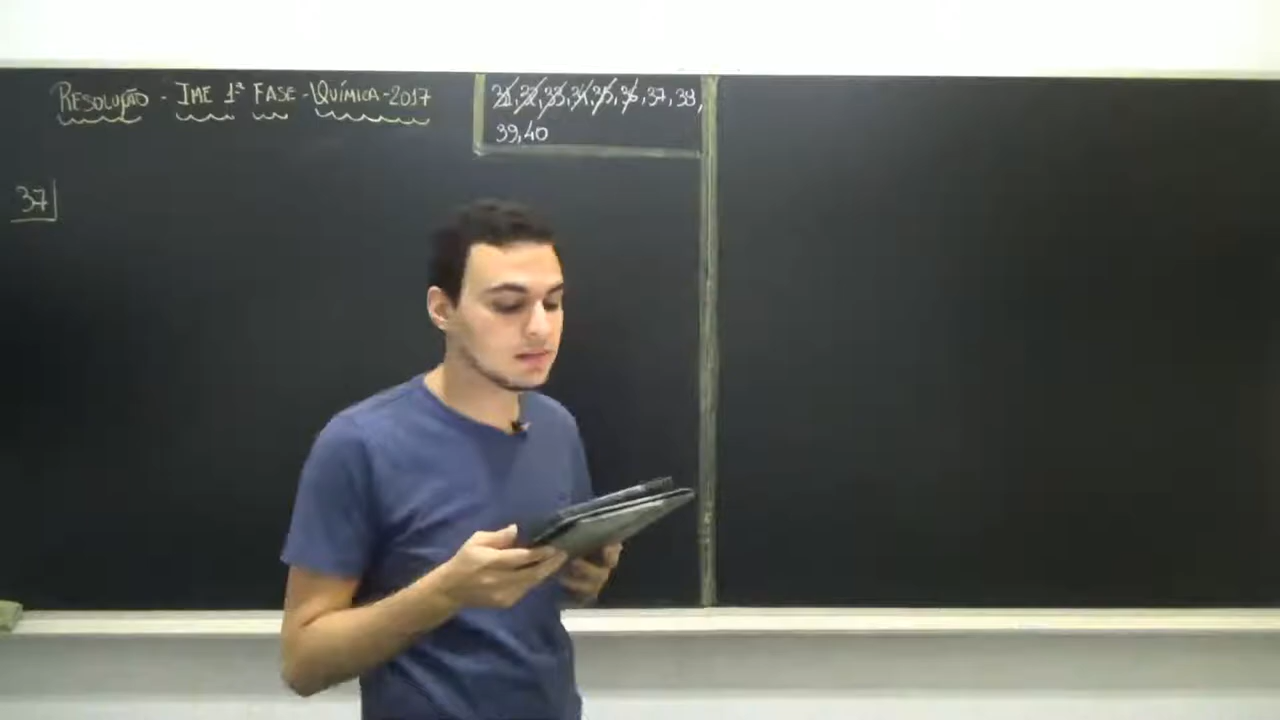 RESOLUÇÃO - IME 1ª FASE - QUÍMICA - 2017
31, 32, 33, 34, 35, 36, 37, 38,
39, 40
37